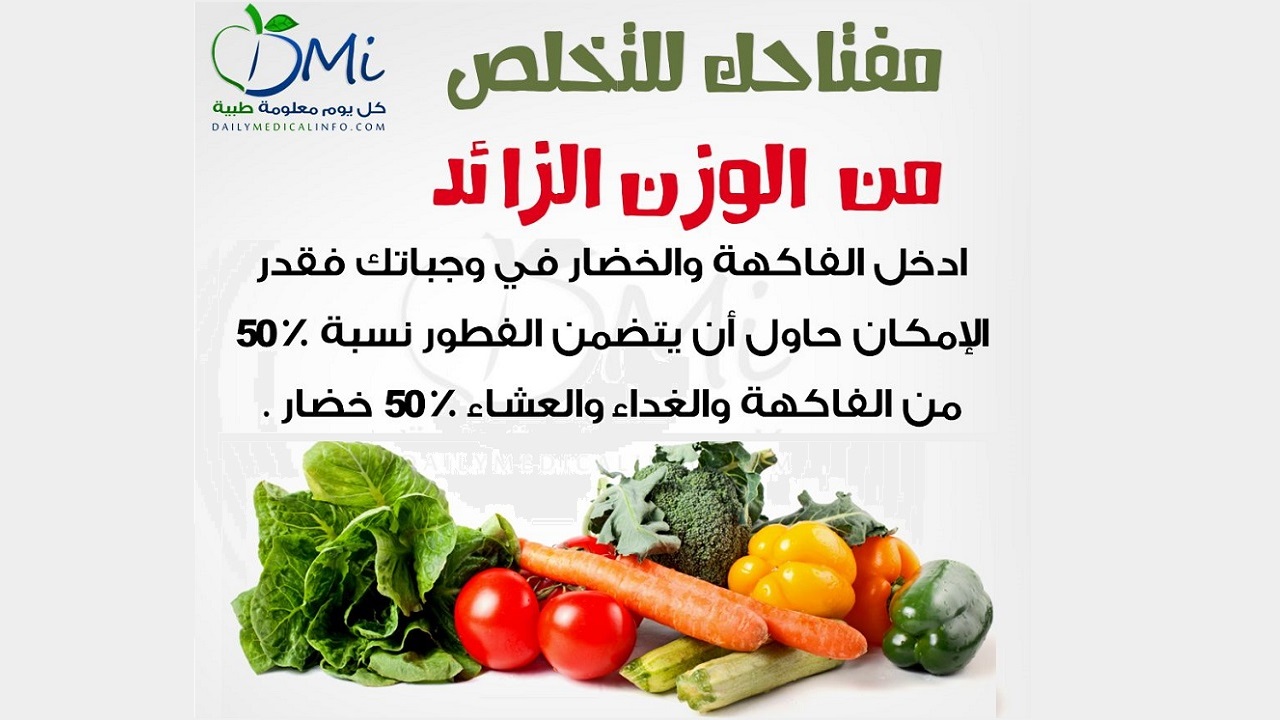 DMi
كل يوم معلومة طبية
DAILYMEDICALINFO.COM
مفتاحك للتخلص
من الوزن الزائد
ادخل الفاكهة والخضار في وجباتك فقدر
الإمكان حاول أن يتضمن الفطور نسبة 50٪
من الفاكهة والغداء والعشاء 50٪ خضار .